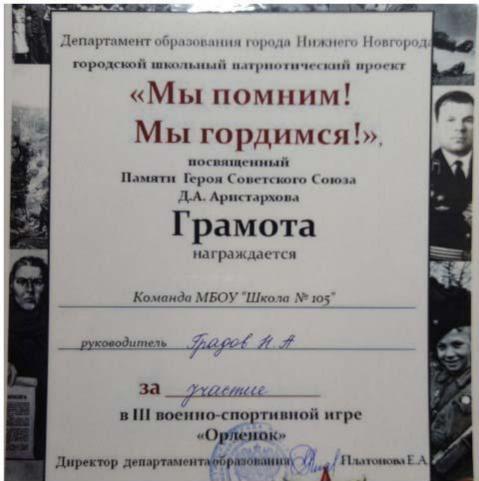 Департамент образования города Нижнего Новгорода
городской школьный патриотический проект
«Мы помним!
Мы гордимся!»,
посвященный
Памяти Героя Советского Союза
Д.А. Аристархова
Грамота
награждается
Команда МБОУ "Школа № 105"
руководитель Градов Н.А
за участие
в III военно-спортивной игре
«Орленок»
Директор департамента образования Платонова Е.А.